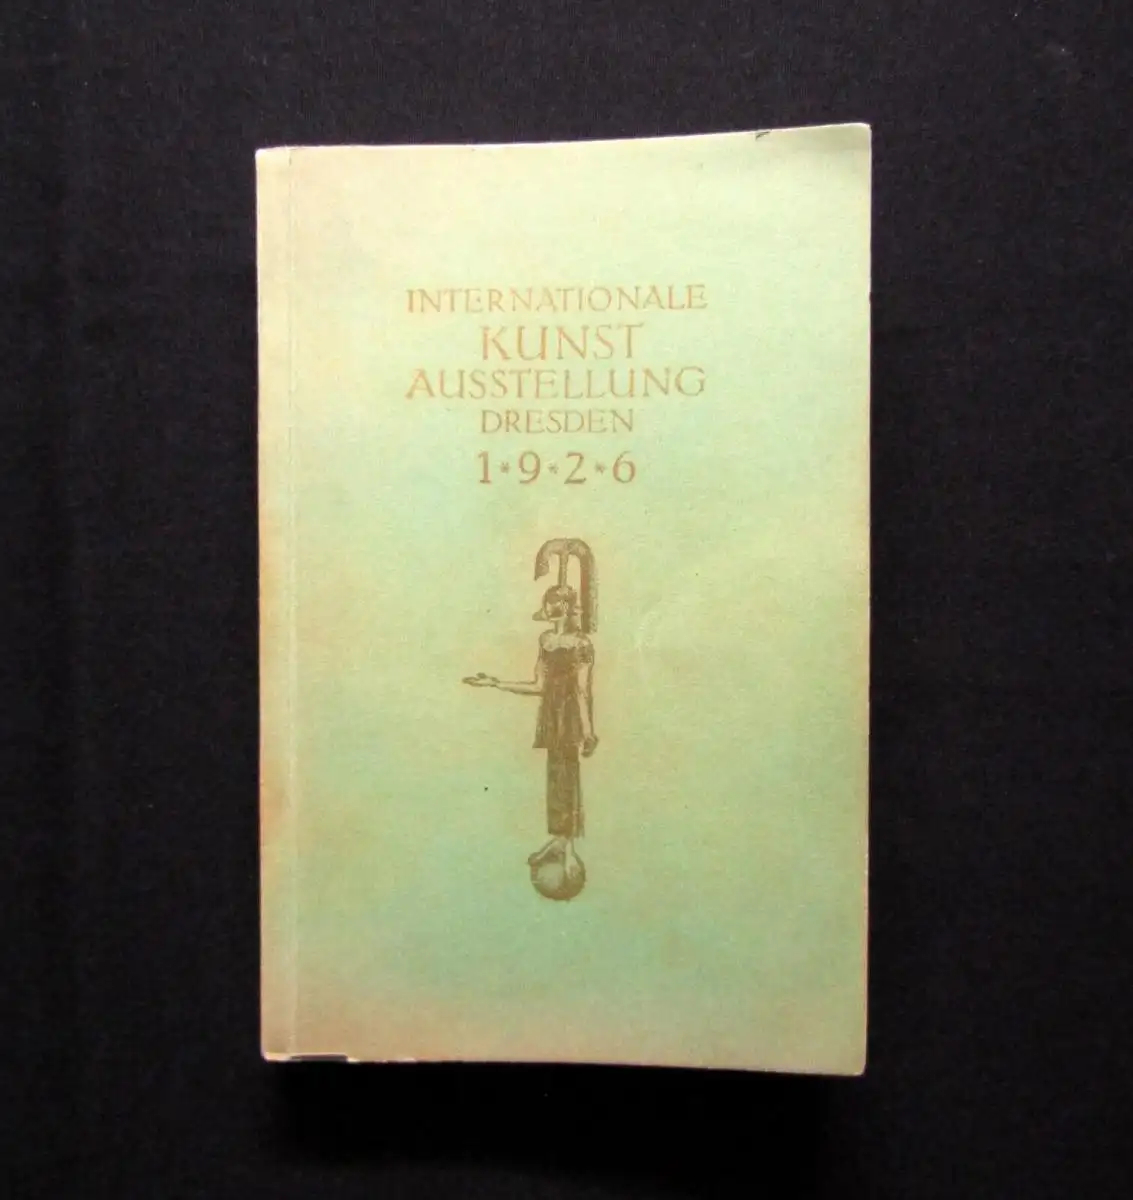 INTERNATIONALE
KUNST
AUSSTELLUNG
DRESDEN
1*9*2*6